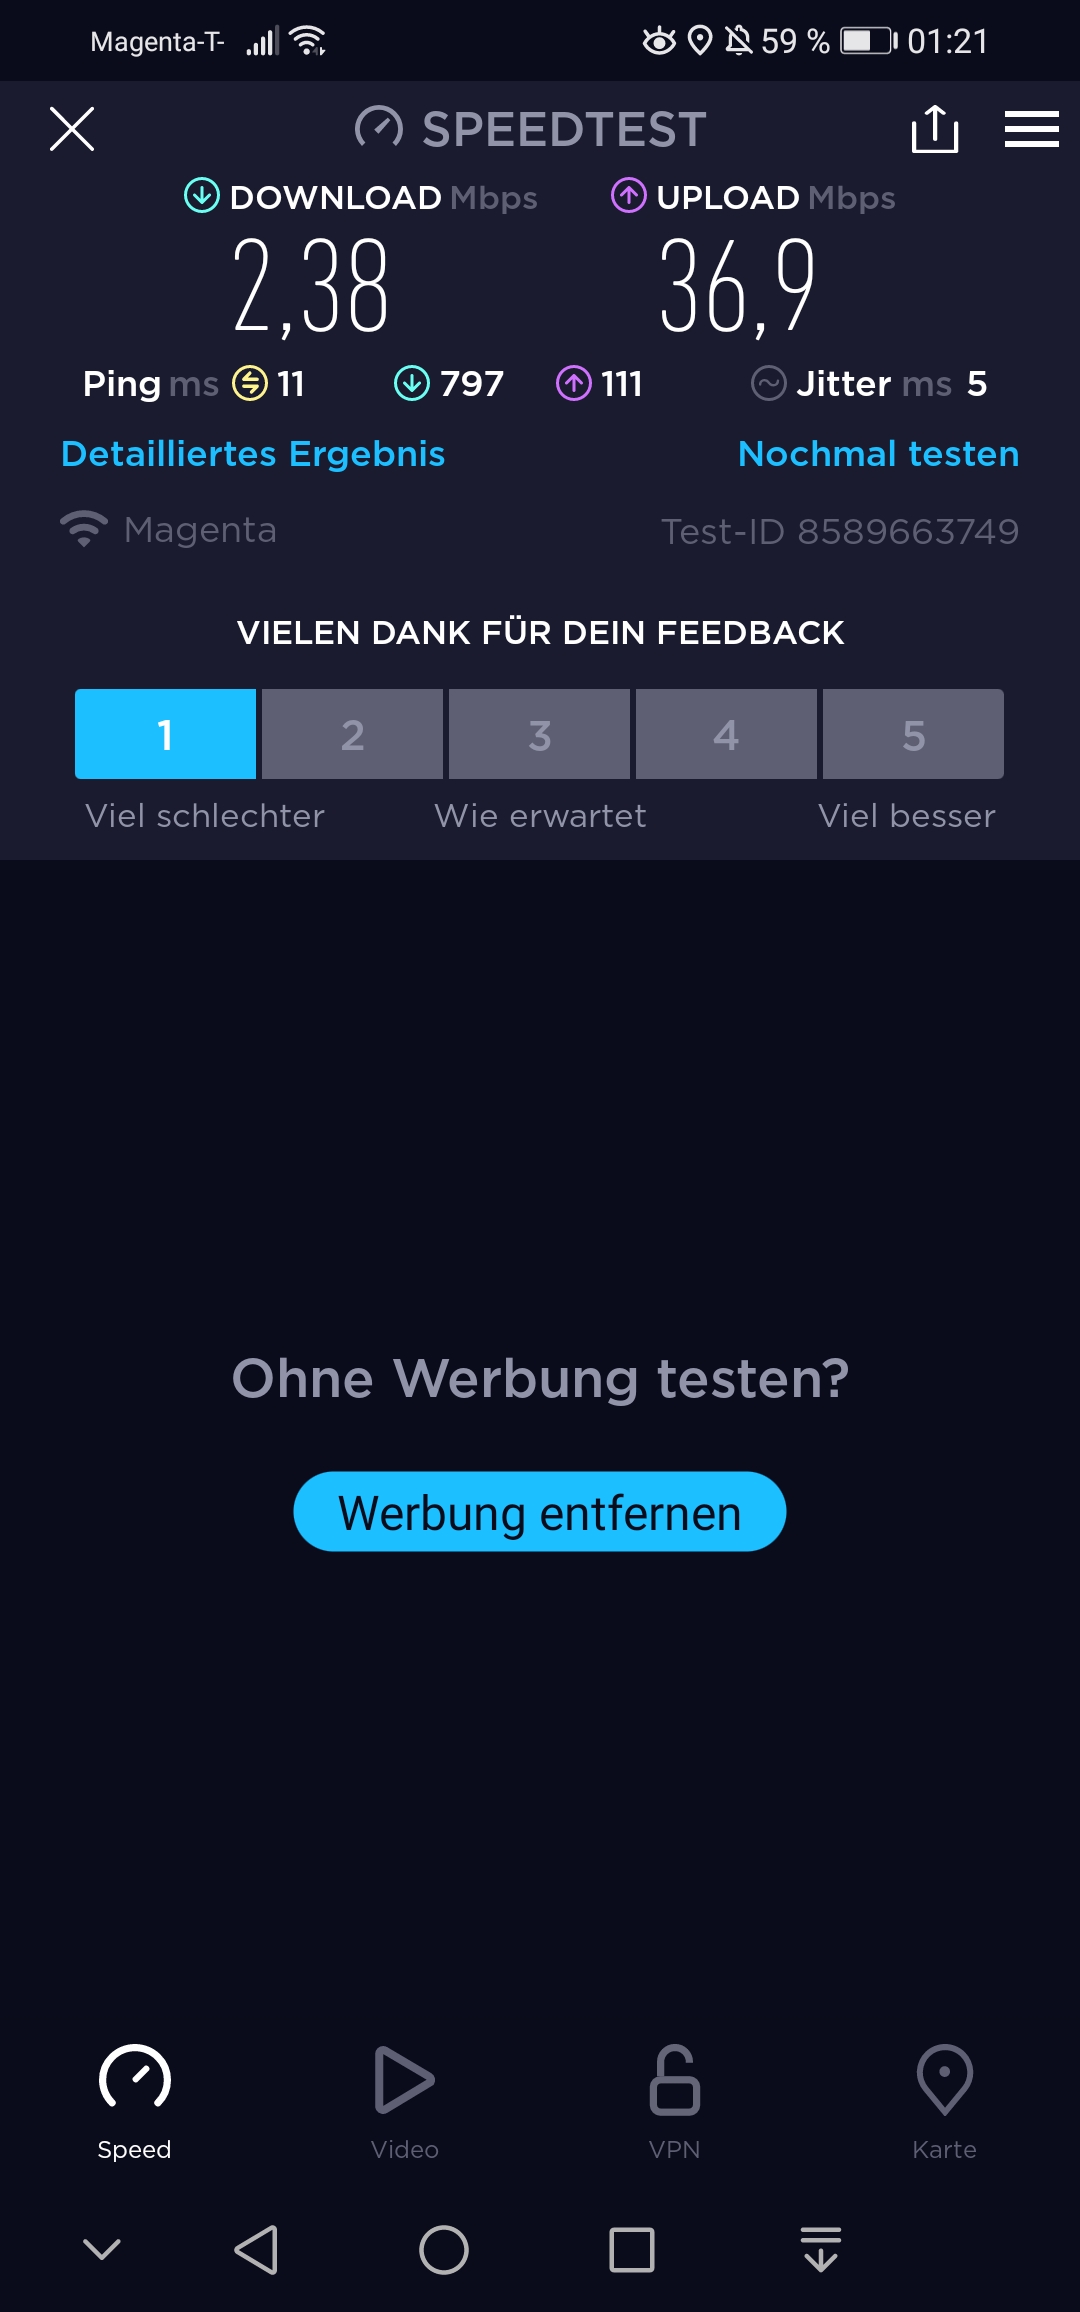 Magenta-T- 59 % 01:21
SPEEDTEST
DOWNLOAD Mbps UPLOAD Mbps
2,38 36,9
Ping ms 11 797 111 Jitter ms 5
Detailliertes Ergebnis Nochmal testen
Magenta Test-ID 8589663749
VIELEN DANK FÜR DEIN FEEDBACK
1 2 3 4 5
Viel schlechter Wie erwartet Viel besser
Ohne Werbung testen?
Werbung entfernen
Speed Video VPN Karte